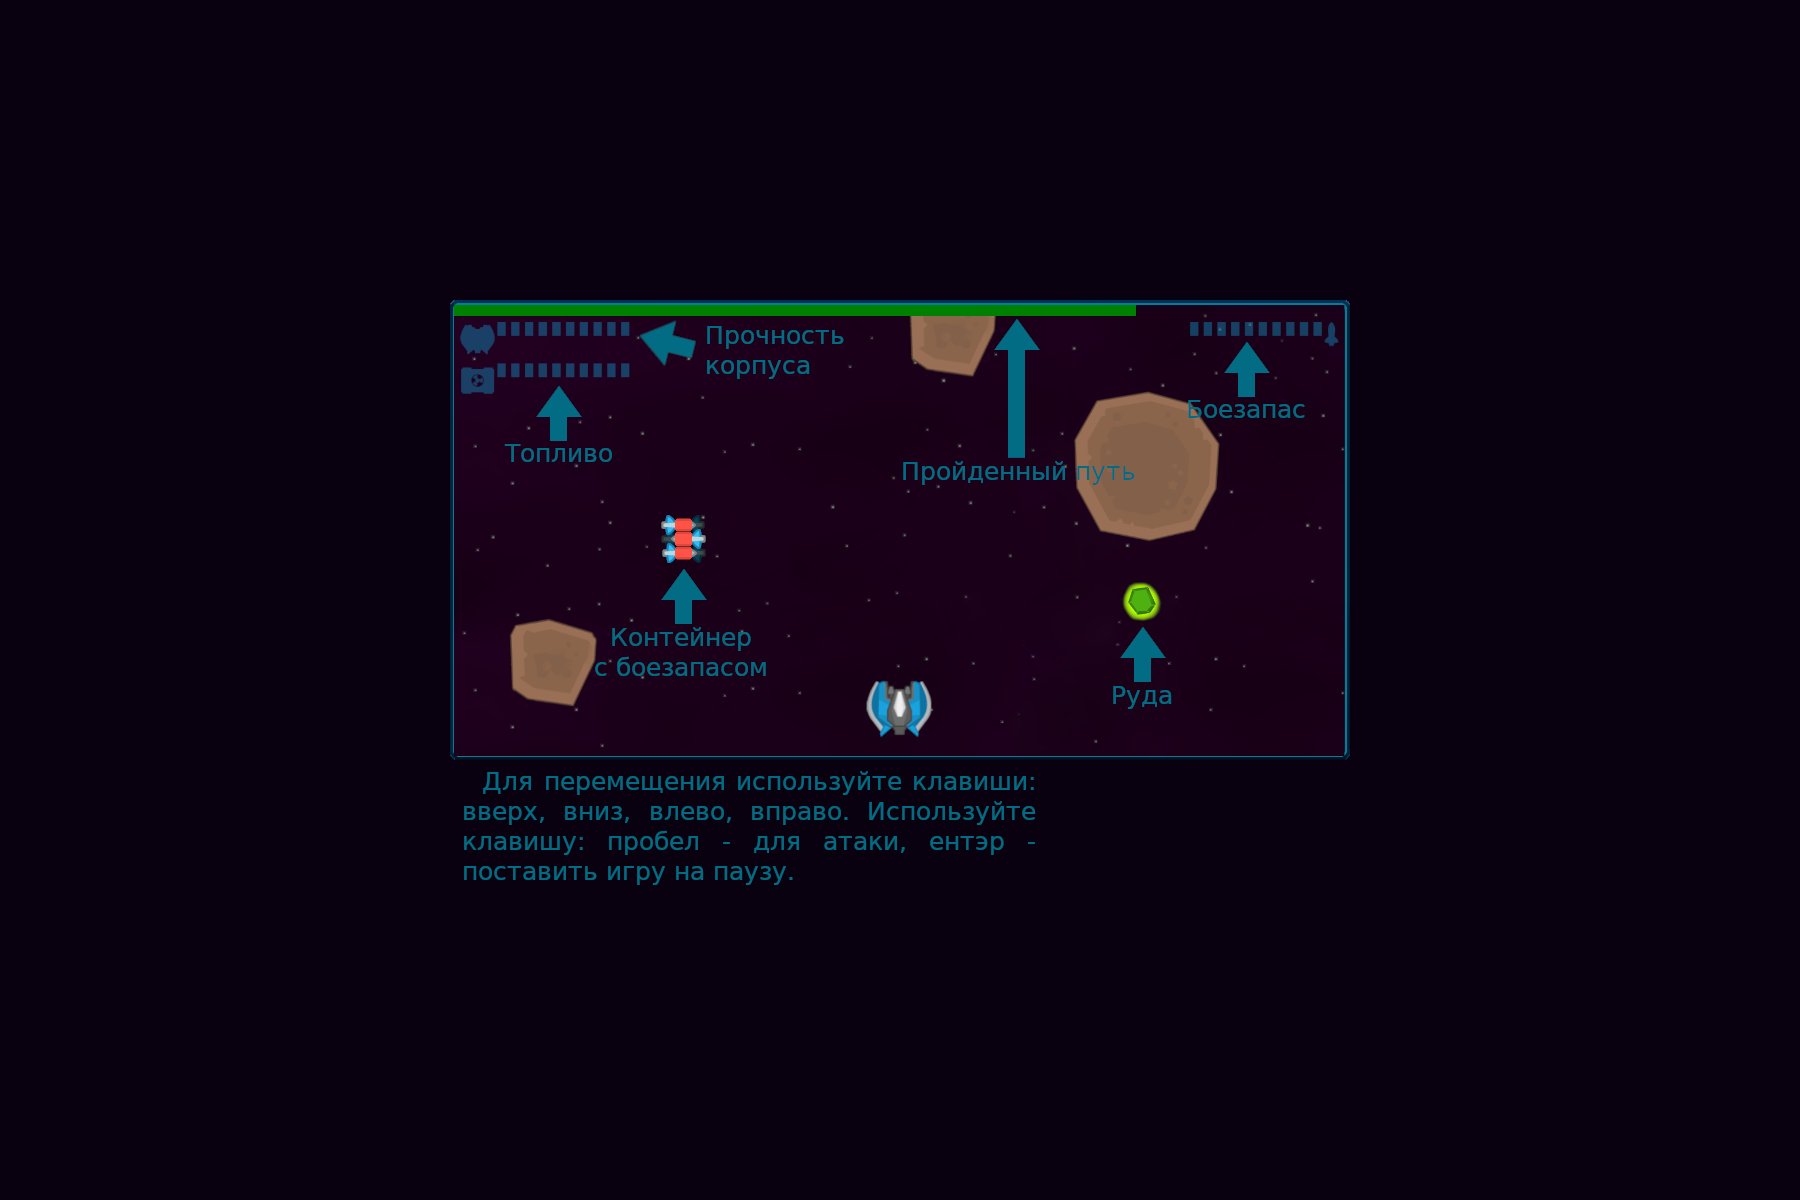 Прочность
корпуса
Боезапас
Топливо
Пройденный путь
Контейнер
с боезапасом
Руда
Для перемещения используйте клавиши:
вверх, вниз, влево, вправо. Используйте
клавишу: пробел - для атаки, ентэр -
поставить игру на паузу.